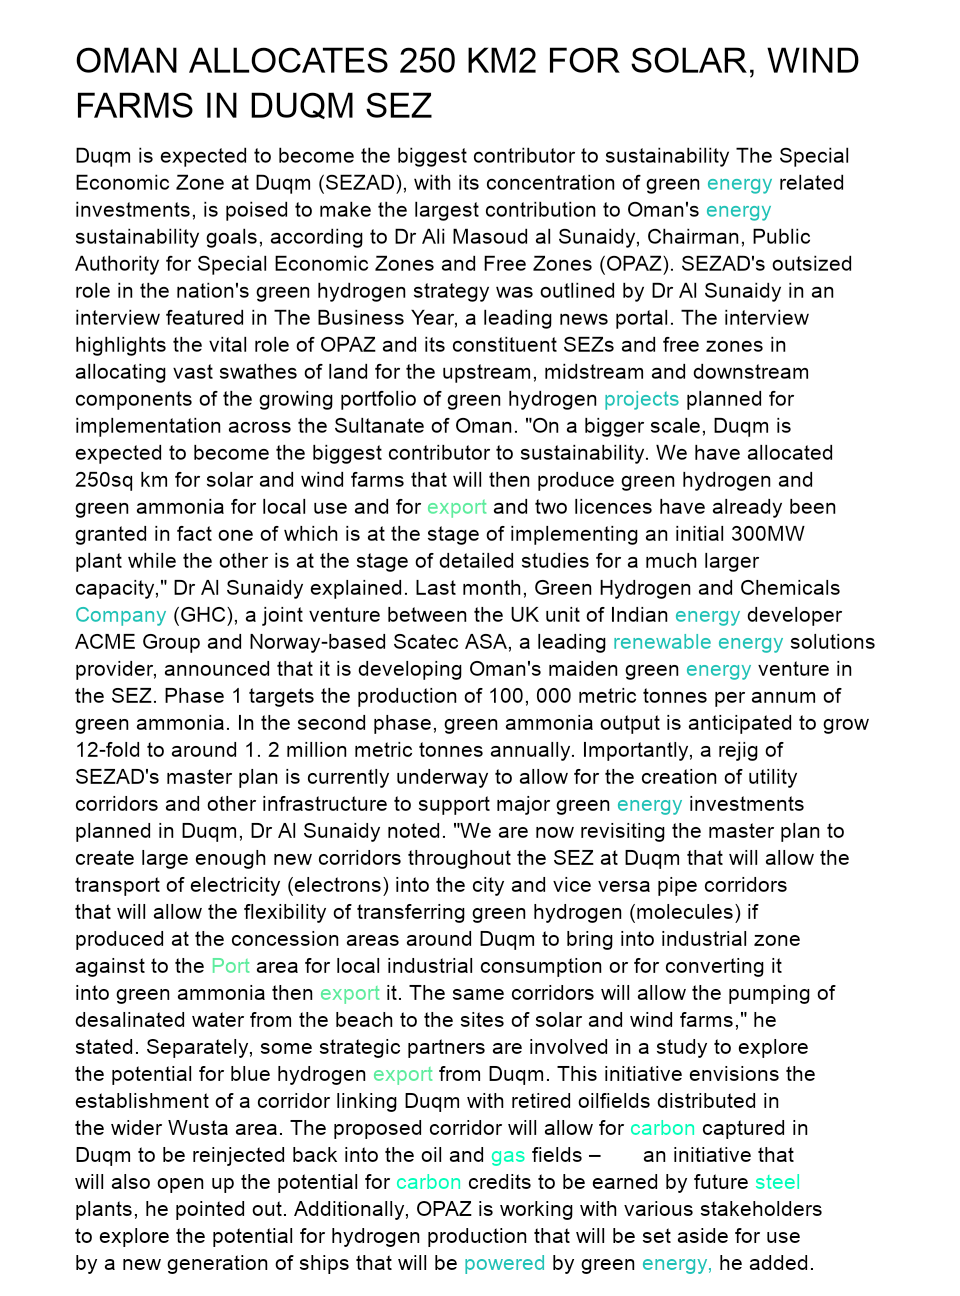 OMAN ALLOCATES 250 KM2 FOR SOLAR, WIND
FARMS IN DUQM SEZ
Duqm is expected to become the biggest contributor to sustainability The Special
Economic Zone at Duqm (SEZAD), with its concentration of green energy related
investments, is poised to make the largest contribution to Oman's energy
sustainability goals, according to Dr Ali Masoud al Sunaidy, Chairman, Public
Authority for Special Economic Zones and Free Zones (OPAZ). SEZAD's outsized
role in the nation's green hydrogen strategy was outlined by Dr Al Sunaidy in an
interview featured in The Business Year, a leading news portal. The interview
highlights the vital role of OPAZ and its constituent SEZs and free zones in
allocating vast swathes of land for the upstream, midstream and downstream
components of the growing portfolio of green hydrogen projects planned for
implementation across the Sultanate of Oman. "On a bigger scale, Duqm is
expected to become the biggest contributor to sustainability. We have allocated
250sq km for solar and wind farms that will then produce green hydrogen and
green ammonia for local use and for export and two licences have already been
granted in fact one of which is at the stage of implementing an initial 300MW
plant while the other is at the stage of detailed studies for a much larger
capacity," Dr Al Sunaidy explained. Last month, Green Hydrogen and Chemicals
Company (GHC), a joint venture between the UK unit of Indian energy developer
ACME Group and Norway-based Scatec ASA, a leading renewable energy solutions
provider, announced that it is developing Oman's maiden green energy venture in
the SEZ. Phase 1 targets the production of 100, 000 metric tonnes per annum of
green ammonia. In the second phase, green ammonia output is anticipated to grow
12-fold to around 1. 2 million metric tonnes annually. Importantly, a rejig of
SEZAD's master plan is currently underway to allow for the creation of utility
corridors and other infrastructure to support major green energy investments
planned in Duqm, Dr Al Sunaidy noted. "We are now revisiting the master plan to
create large enough new corridors throughout the SEZ at Duqm that will allow the
transport of electricity (electrons) into the city and vice versa pipe corridors
that will allow the flexibility of transferring green hydrogen (molecules) if
produced at the concession areas around Duqm to bring into industrial zone
against to the Port area for local industrial consumption or for converting it
into green ammonia then export it. The same corridors will allow the pumping of
desalinated water from the beach to the sites of solar and wind farms," he
stated. Separately, some strategic partners are involved in a study to explore
the potential for blue hydrogen export from Duqm. This initiative envisions the
establishment of a corridor linking Duqm with retired oilfields distributed in
the wider Wusta area. The proposed corridor will allow for carbon captured in
Duqm to be reinjected back into the oil and gas fields – an initiative that
will also open up the potential for carbon credits to be earned by future steel
plants, he pointed out. Additionally, OPAZ is working with various stakeholders
to explore the potential for hydrogen production that will be set aside for use
by a new generation of ships that will be powered by green energy, he added.